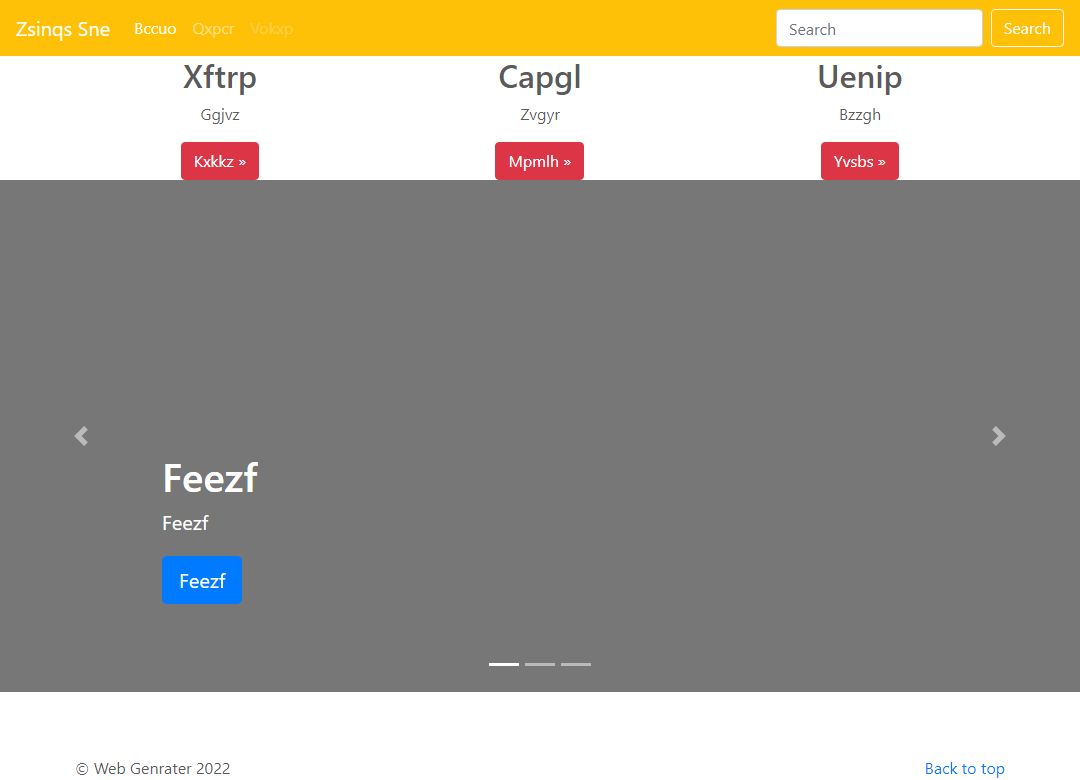 Zsinqs Sne Bccuo Qxpcr Vokxp Search Search
Xftrp Capgl Uenip
Ggjvz Zvgyr Bzzgh
Kxkkz » Mpmlh » Yvsbs »
Feezf
Feezf
Feezf
© Web Genrater 2022 Back to top